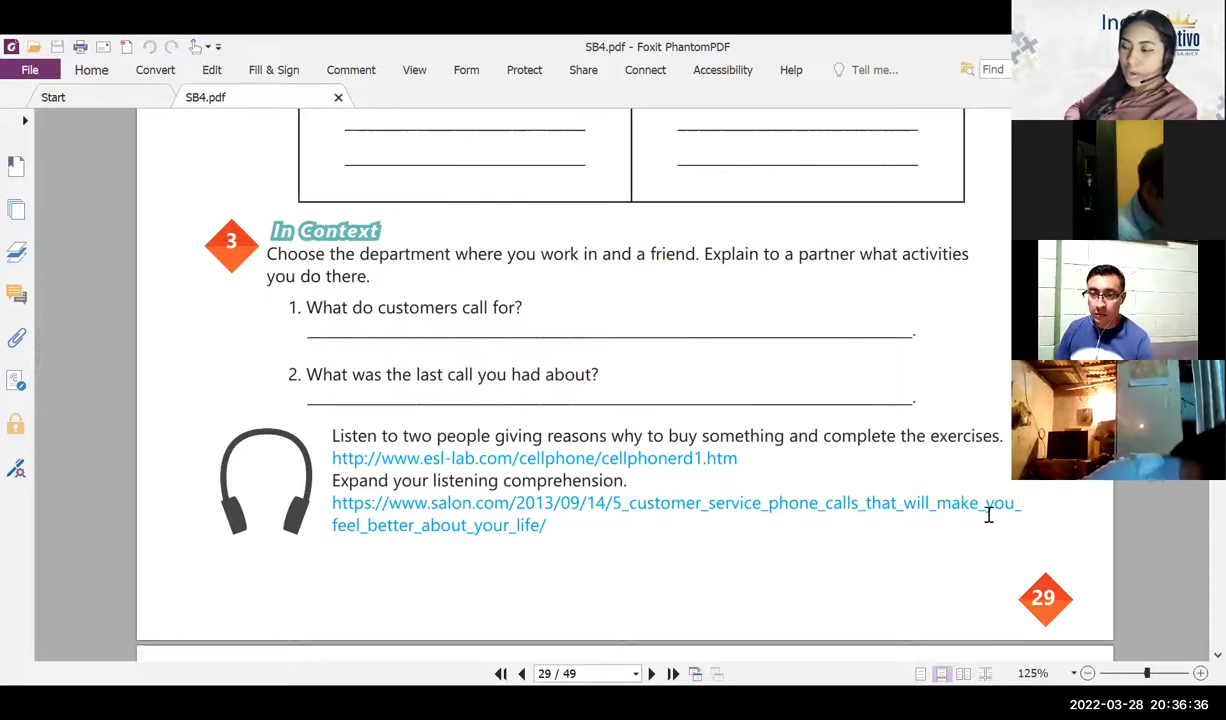 SB4.pdf - Foxit PhantomPDF
File Home Convert Edit Fill & Sign Comment View Form Protect Share Connect Accessibility Help Tell me... Find
Start SB4.pdf
In
tivo
S.A. de C.V.
3
In Context
Choose the department where you work in and a friend. Explain to a partner what activities
you do there.
1. What do customers call for?
2. What was the last call you had about?
Listen to two people giving reasons why to buy something and complete the exercises.
http://www.esl-lab.com/cellphone/cellphonerd1.htm
Expand your listening comprehension.
https://www.salon.com/2013/09/14/5_customer_service_phone_calls_that_will_make_you_
feel_better_about_your_life/
29
29 / 49
125%
2022-03-28 20:36:36